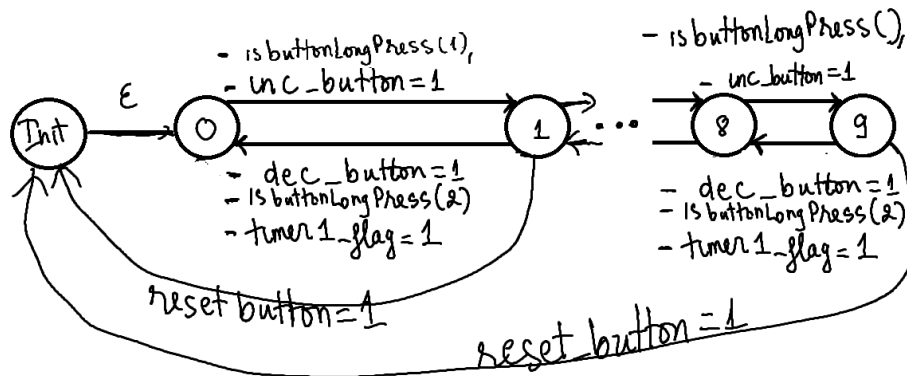 - isbuttonLongPress(1),
- inc_button=1
- isbuttonLongPress(),
- inc_button=1
ε
Init
0
1
...
8
9
- dec_button=1
- IsbuttonLongPress(2)
- timer1_flag=1
- dec_button=1
- IsbuttonLongPress(2)
- timer1_flag=1
reset button=1
reset_button=1